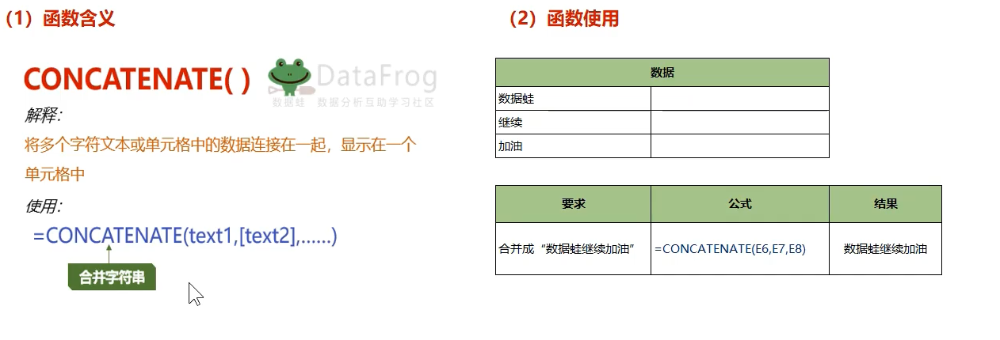 （1）函数含义
CONCATENATE( )
DataFrog
数据蛙 数据分析互助学习社区
解释：
将多个字符文本或单元格中的数据连接在一起，显示在一个
单元格中
使用：
=CONCATENATE(text1,[text2],......)
合并字符串
（2）函数使用
数据
数据蛙
继续
加油
要求 公式 结果
合并成“数据蛙继续加油” =CONCATENATE(E6,E7,E8) 数据蛙继续加油